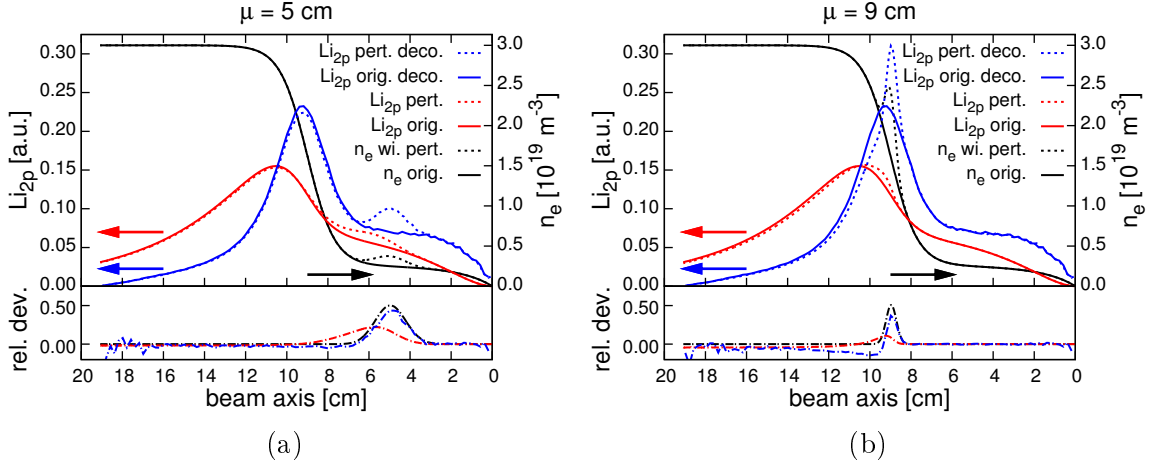 μ = 5 cm
Li2p pert. deco.
Li2p orig. deco.
Li2p pert.
Li2p orig.
ne wi. pert.
ne orig.
Li2p [a.u.]
0.30
0.25
0.20
0.15
0.10
0.05
0.00
3.0
2.5
2.0
1.5
1.0
0.5
0.0
ne [10^19 m^-3]
rel. dev.
0.50
0.00
20 18 16 14 12 10 8 6 4 2 0
beam axis [cm]
(a)
μ = 9 cm
Li2p pert. deco.
Li2p orig. deco.
Li2p pert.
Li2p orig.
ne wi. pert.
ne orig.
Li2p [a.u.]
0.30
0.25
0.20
0.15
0.10
0.05
0.00
3.0
2.5
2.0
1.5
1.0
0.5
0.0
ne [10^19 m^-3]
rel. dev.
0.50
0.00
20 18 16 14 12 10 8 6 4 2 0
beam axis [cm]
(b)